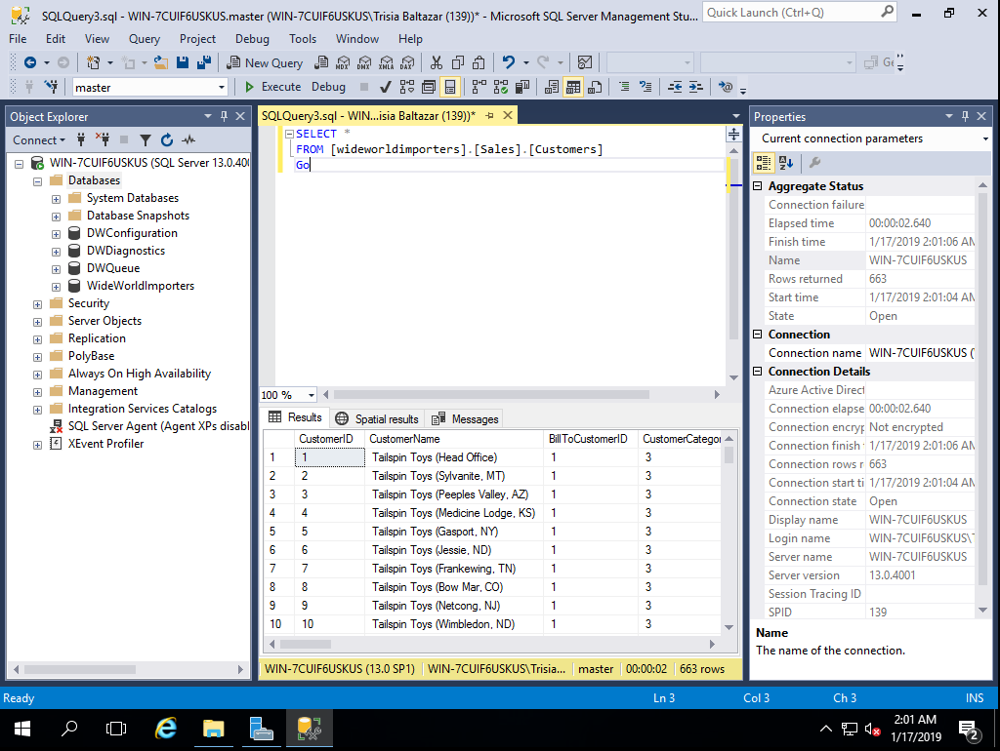 SQLQuery3.sql - WIN-7CUIF6USKUS.master (WIN-7CUIF6USKUS\Trisia Baltazar (139))* - Microsoft SQL Server Management Stu...
Quick Launch (Ctrl+Q)
File Edit View Query Project Debug Tools Window Help
New Query MDX DMX XMLA DAX
master Execute Debug
Object Explorer
Connect
WIN-7CUIF6USKUS (SQL Server 13.0.400
Databases
System Databases
Database Snapshots
DWConfiguration
DWDiagnostics
DWQueue
WideWorldImporters
Security
Server Objects
Replication
PolyBase
Always On High Availability
Management
Integration Services Catalogs
SQL Server Agent (Agent XPs disabl
XEvent Profiler
SQLQuery3.sql - WIN...isia Baltazar (139))*
SELECT *
FROM [wideworldimporters].[Sales].[Customers]
Go
100 %
Results Spatial results Messages
CustomerID CustomerName BillToCustomerID CustomerCategor
1 1 Tailspin Toys (Head Office) 1 3
2 2 Tailspin Toys (Sylvanite, MT) 1 3
3 3 Tailspin Toys (Peeples Valley, AZ) 1 3
4 4 Tailspin Toys (Medicine Lodge, KS) 1 3
5 5 Tailspin Toys (Gasport, NY) 1 3
6 6 Tailspin Toys (Jessie, ND) 1 3
7 7 Tailspin Toys (Frankewing, TN) 1 3
8 8 Tailspin Toys (Bow Mar, CO) 1 3
9 9 Tailspin Toys (Netcong, NJ) 1 3
10 10 Tailspin Toys (Wimbledon, ND) 1 3
WIN-7CUIF6USKUS (13.0 SP1) WIN-7CUIF6USKUS\Trisia... master 00:00:02 663 rows
Properties
Current connection parameters
Aggregate Status
Connection failure
Elapsed time 00:00:02.640
Finish time 1/17/2019 2:01:06 AM
Name WIN-7CUIF6USKUS
Rows returned 663
Start time 1/17/2019 2:01:04 AM
State Open
Connection
Connection name WIN-7CUIF6USKUS (
Connection Details
Azure Active Direct
Connection elapse 00:00:02.640
Connection encryp Not encrypted
Connection finish 1/17/2019 2:01:06 AM
Connection rows r 663
Connection start ti 1/17/2019 2:01:04 AM
Connection state Open
Display name WIN-7CUIF6USKUS
Login name WIN-7CUIF6USKUS\
Server name WIN-7CUIF6USKUS
Server version 13.0.4001
Session Tracing ID
SPID 139
Name
The name of the connection.
Ready Ln 3 Col 3 Ch 3 INS
2:01 AM
1/17/2019
2